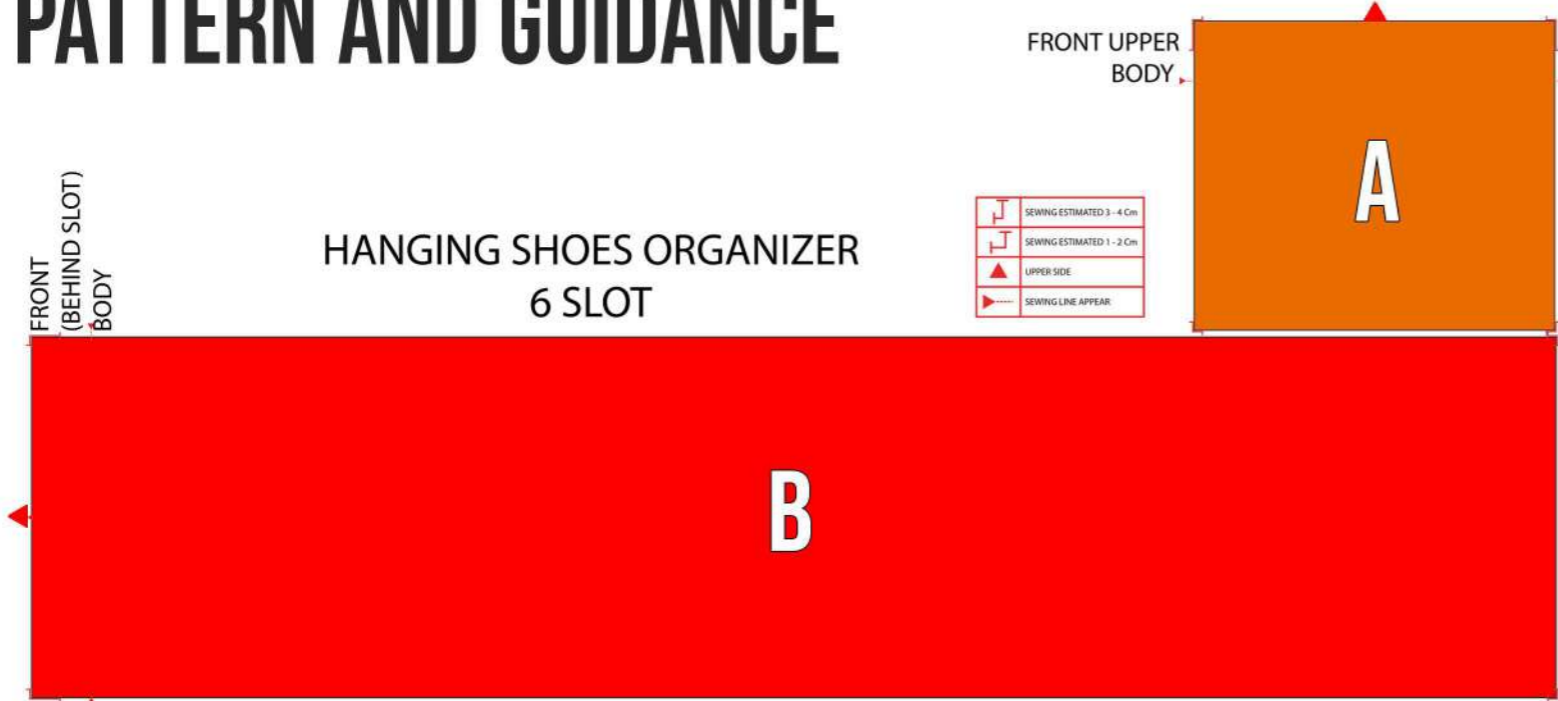 PATTERN AND GUIDANCE
FRONT UPPER
BODY
A
FRONT
(BEHIND SLOT)
BODY
HANGING SHOES ORGANIZER
6 SLOT
SEWING ESTIMATED 3 - 4 Cm
SEWING ESTIMATED 1 - 2 Cm
UPPER SIDE
SEWING LINE APPEAR
B